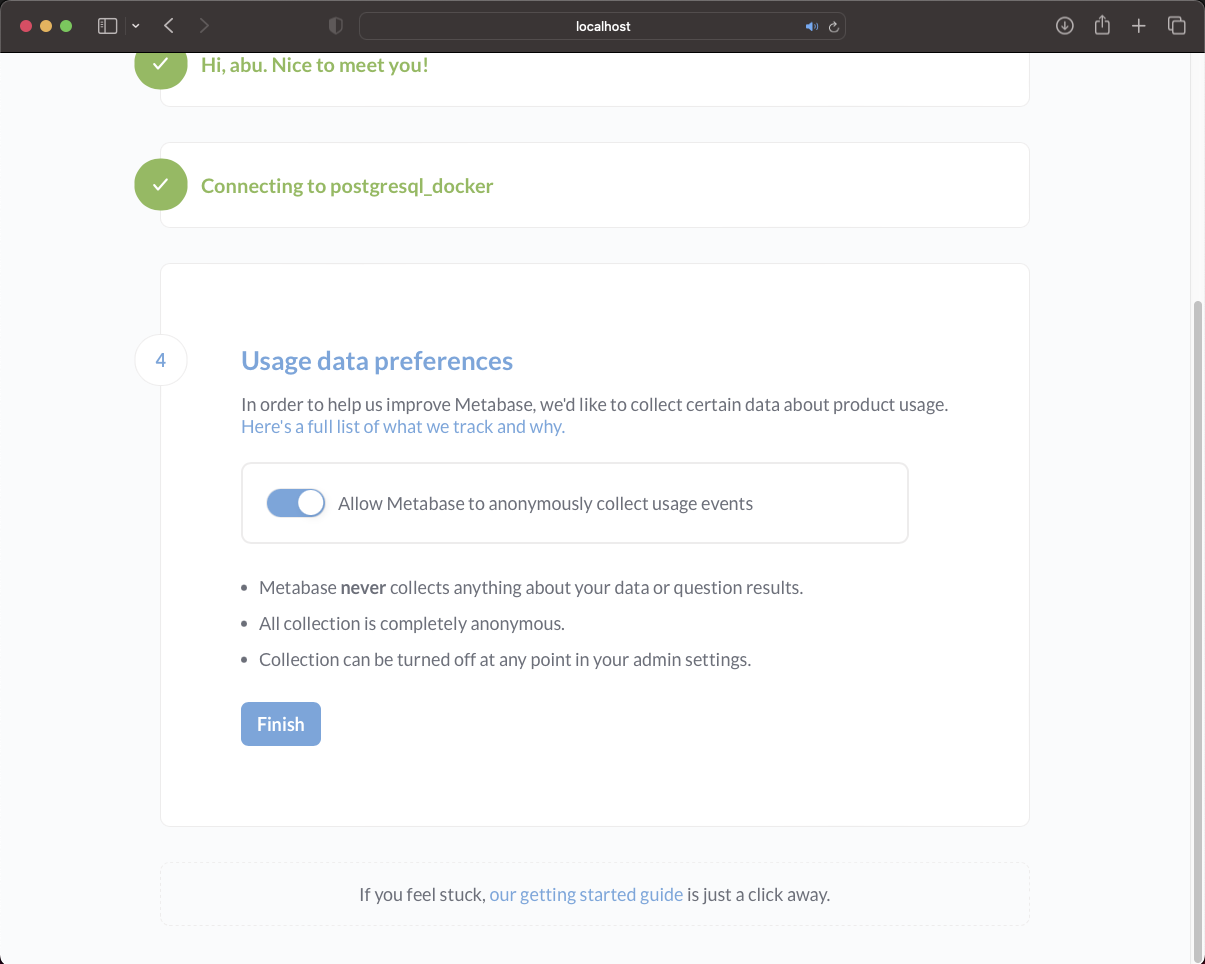 localhost
Hi, abu. Nice to meet you!
Connecting to postgresql_docker
4
Usage data preferences
In order to help us improve Metabase, we'd like to collect certain data about product usage.
Here's a full list of what we track and why.
Allow Metabase to anonymously collect usage events
• Metabase never collects anything about your data or question results.
• All collection is completely anonymous.
• Collection can be turned off at any point in your admin settings.
Finish
If you feel stuck, our getting started guide is just a click away.